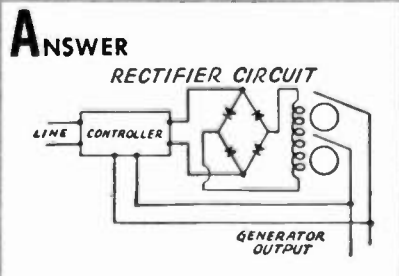 ANSWER
RECTIFIER CIRCUIT
LINE
CONTROLLER
GENERATOR
OUTPUT